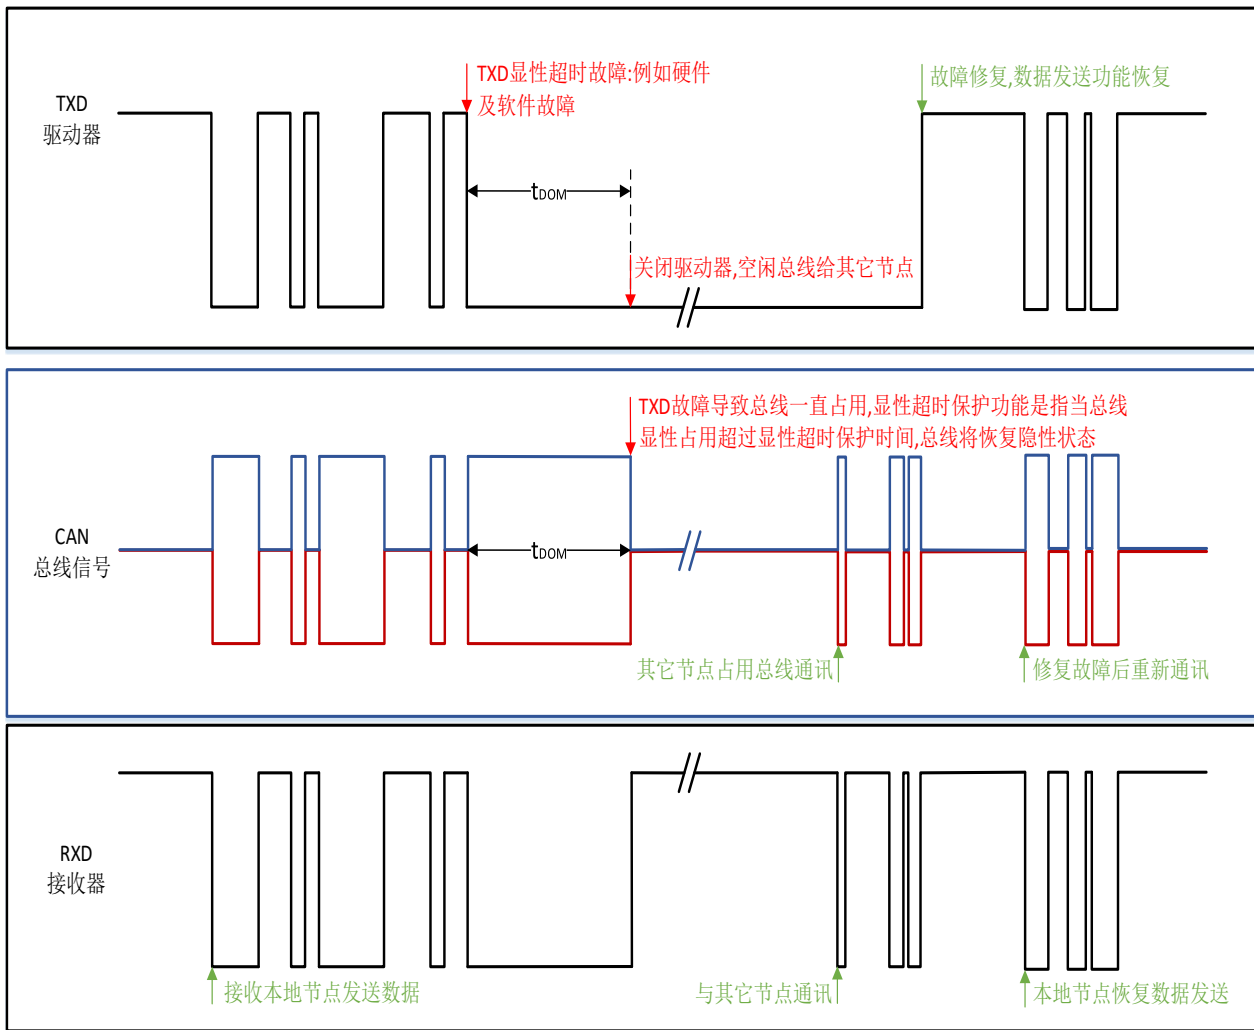 TXD显性超时故障:例如硬件
及软件故障
故障修复,数据发送功能恢复
TXD
驱动器
tDOM
关闭驱动器,空闲总线给其它节点
TXD故障导致总线一直占用,显性超时保护功能是指当总线
显性占用超过显性超时保护时间,总线将恢复隐性状态
CAN
总线信号
tDOM
其它节点占用总线通讯
修复故障后重新通讯
RXD
接收器
接收本地节点发送数据
与其它节点通讯
本地节点恢复数据发送